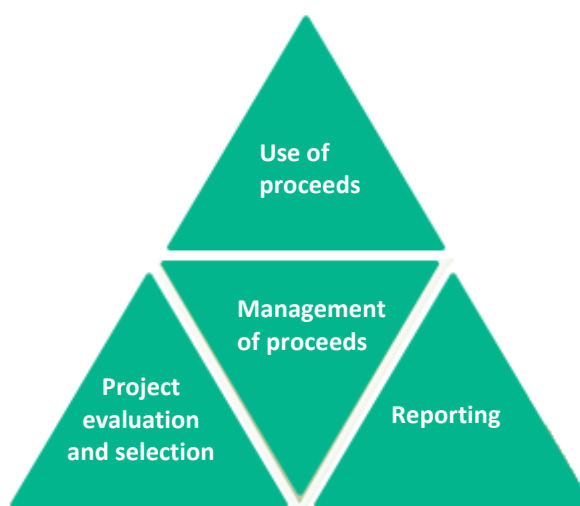 Use of
proceeds
Management
of proceeds
Project
evaluation
and selection
Reporting